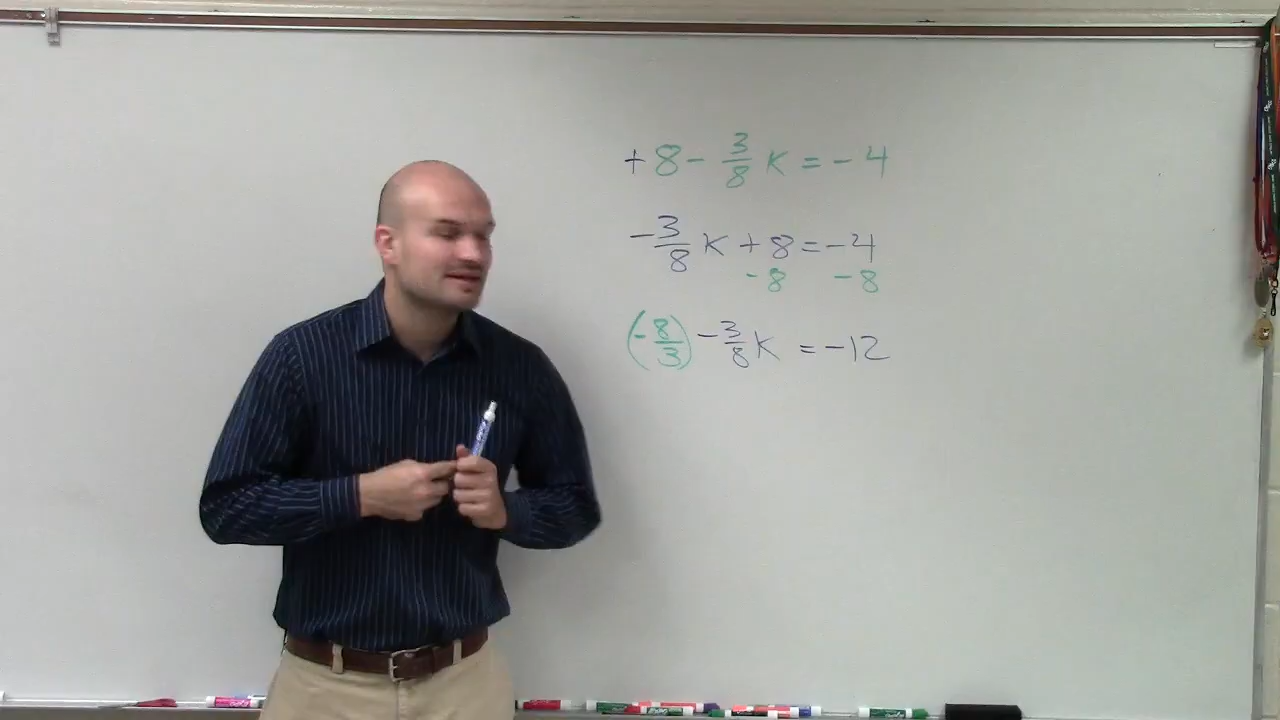 + 8 - 3/8 K = - 4
- 3/8 K + 8 = - 4
- 8 - 8
(- 8/3) - 3/8 K = - 12